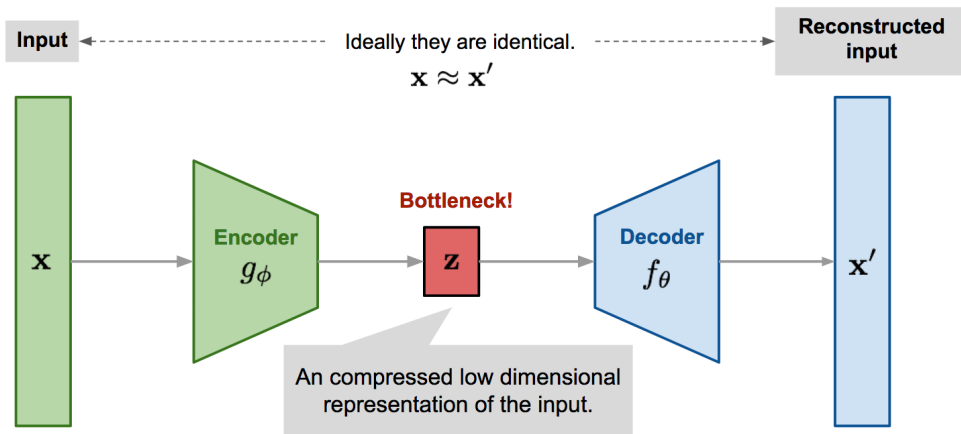 Input
Ideally they are identical.
Reconstructed
input
x ≈ x′
Bottleneck!
Encoder
Decoder
x
gϕ
z
fθ
x′
An compressed low dimensional
representation of the input.